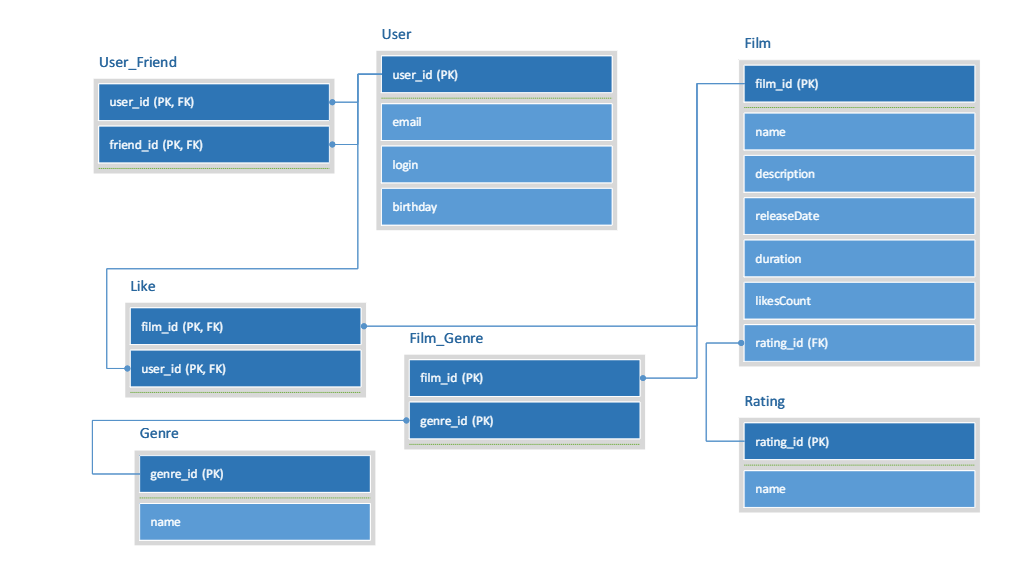 User_Friend
user_id (PK, FK)
friend_id (PK, FK)
User
user_id (PK)
email
login
birthday
Film
film_id (PK)
name
description
releaseDate
duration
likesCount
rating_id (FK)
Like
film_id (PK, FK)
user_id (PK, FK)
Film_Genre
film_id (PK)
genre_id (PK)
Genre
genre_id (PK)
name
Rating
rating_id (PK)
name